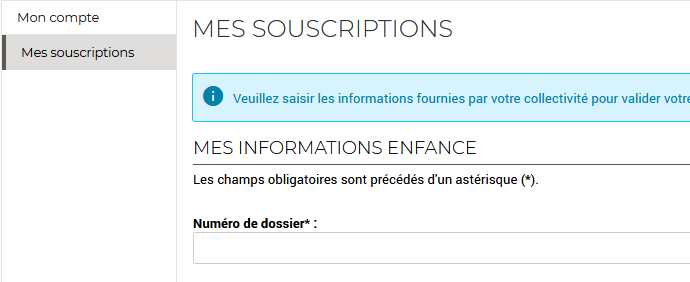 Mon compte
Mes souscriptions
MES SOUSCRIPTIONS
Veuillez saisir les informations fournies par votre collectivité pour valider votre
MES INFORMATIONS ENFANCE
Les champs obligatoires sont précédés d'un astérisque (*).
Numéro de dossier* :